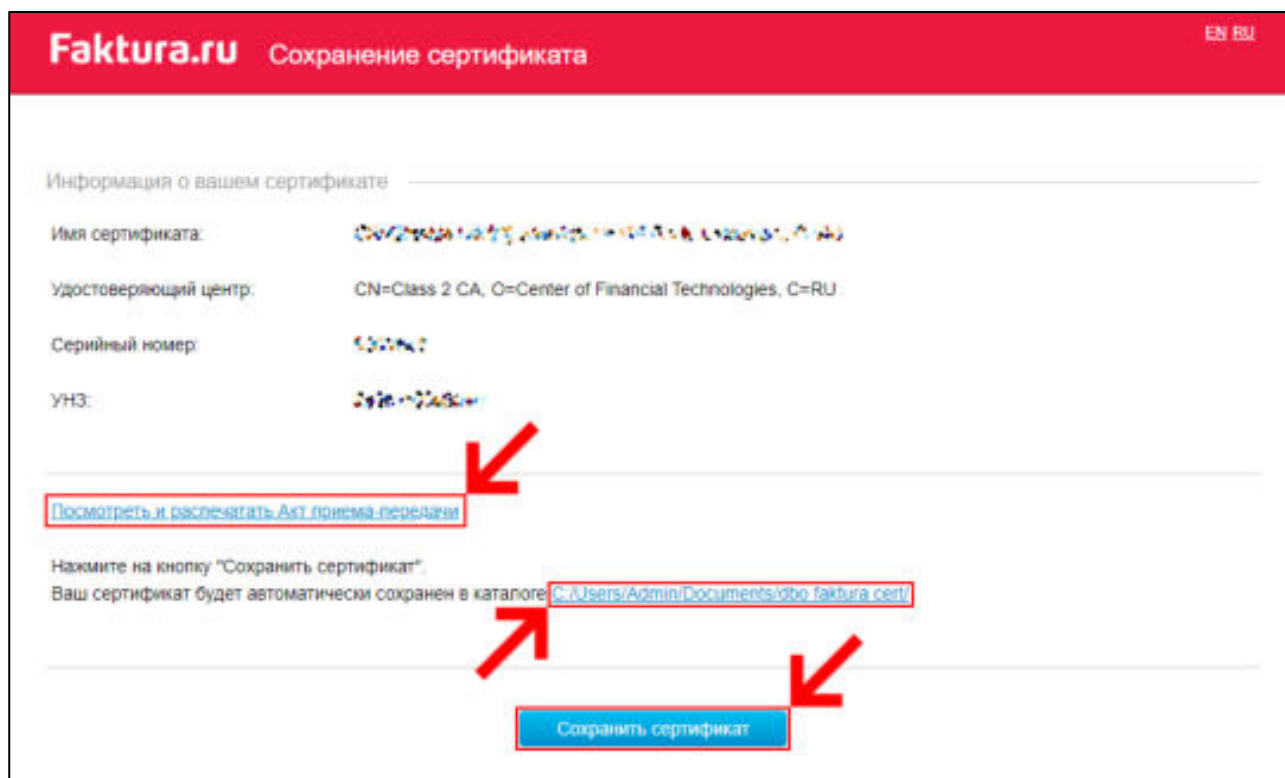 Faktura.ru Сохранение сертификата
EN RU
Информация о вашем сертификате
Имя сертификата:
Удостоверяющий центр: CN=Class 2 CA, O=Center of Financial Technologies, C=RU
Серийный номер:
УНЗ:
Посмотреть и распечатать Акт приема-передачи
Нажмите на кнопку "Сохранить сертификат".
Ваш сертификат будет автоматически сохранен в каталоге C:/Users/Admin/Documents/dbo faktura cert/
Сохранить сертификат